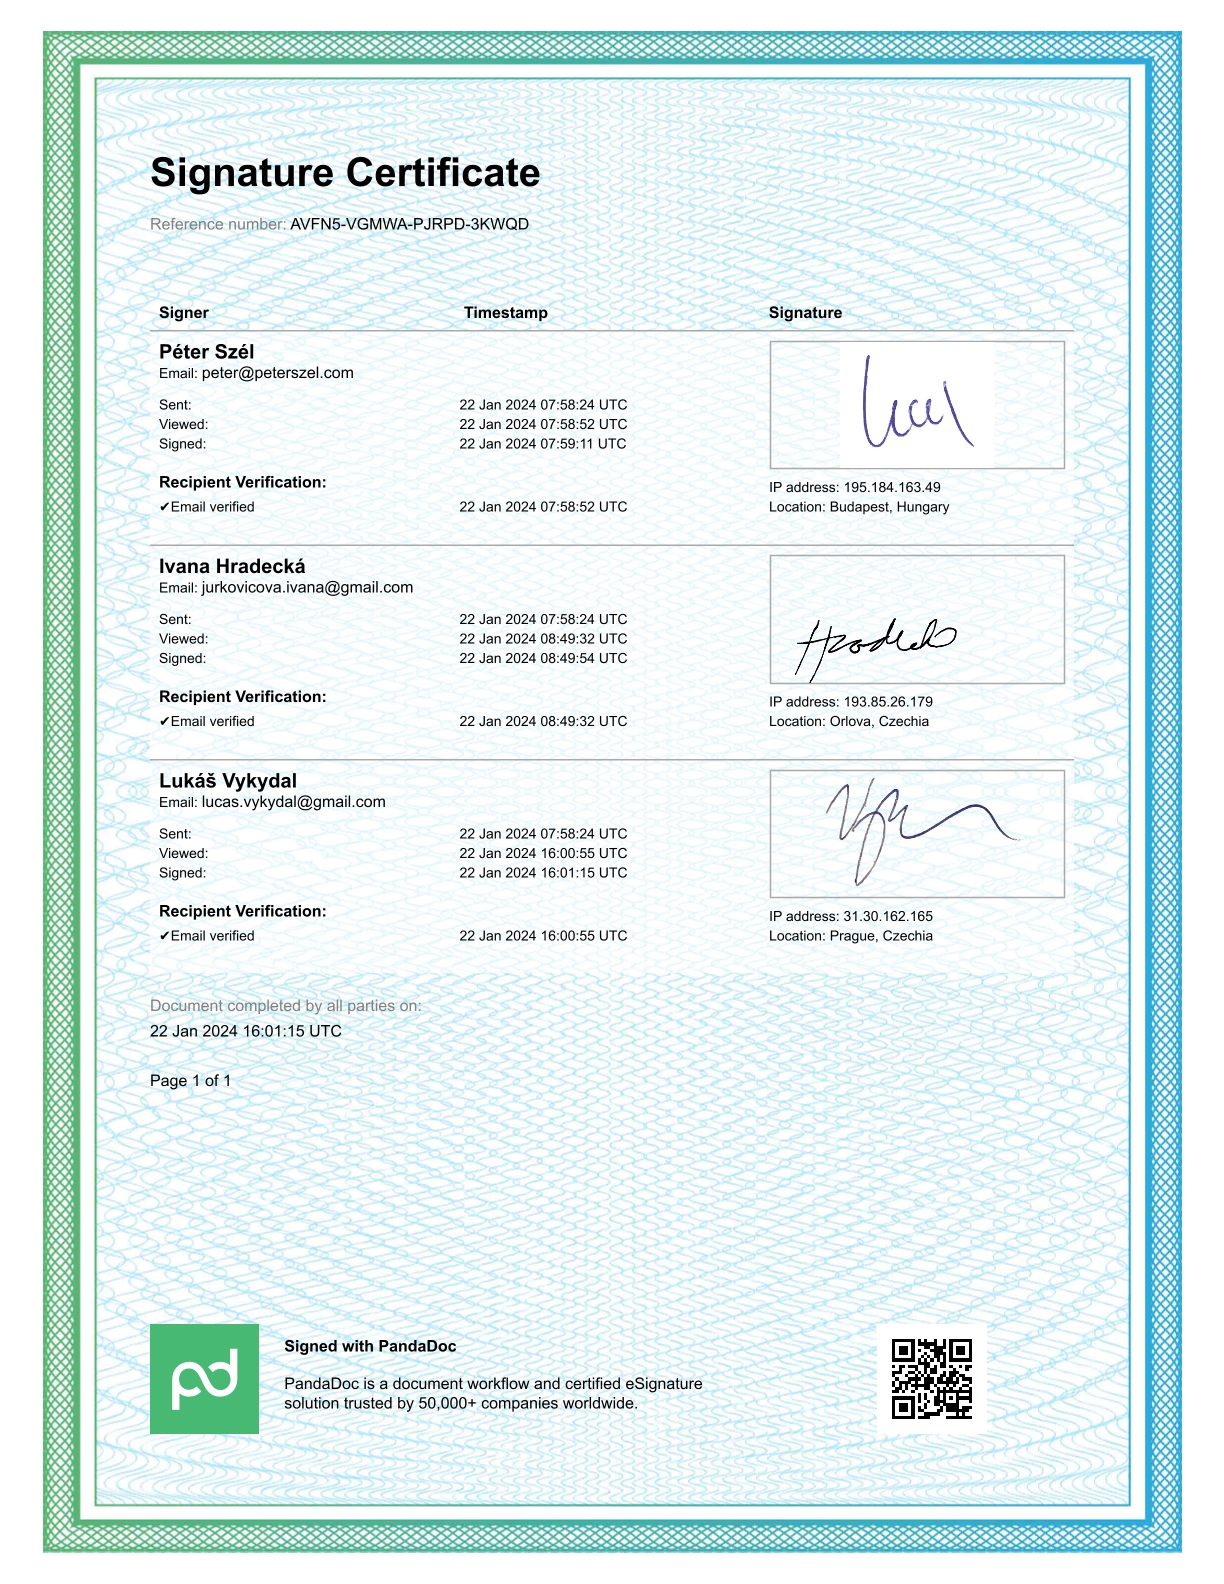 Signature Certificate
Reference number: AVFN5-VGMWA-PJRPD-3KWQD
Signer Timestamp Signature
Péter Szél
Email: peter@peterszel.com
Sent: 22 Jan 2024 07:58:24 UTC
Viewed: 22 Jan 2024 07:58:52 UTC
Signed: 22 Jan 2024 07:59:11 UTC
Recipient Verification:
✔Email verified 22 Jan 2024 07:58:52 UTC
IP address: 195.184.163.49
Location: Budapest, Hungary
Ivana Hradecká
Email: jurkovicova.ivana@gmail.com
Sent: 22 Jan 2024 07:58:24 UTC
Viewed: 22 Jan 2024 08:49:32 UTC
Signed: 22 Jan 2024 08:49:54 UTC
Recipient Verification:
✔Email verified 22 Jan 2024 08:49:32 UTC
IP address: 193.85.26.179
Location: Orlova, Czechia
Lukáš Vykydal
Email: lucas.vykydal@gmail.com
Sent: 22 Jan 2024 07:58:24 UTC
Viewed: 22 Jan 2024 16:00:55 UTC
Signed: 22 Jan 2024 16:01:15 UTC
Recipient Verification:
✔Email verified 22 Jan 2024 16:00:55 UTC
IP address: 31.30.162.165
Location: Prague, Czechia
Document completed by all parties on:
22 Jan 2024 16:01:15 UTC
Page 1 of 1
pd
Signed with PandaDoc
PandaDoc is a document workflow and certified eSignature
solution trusted by 50,000+ companies worldwide.